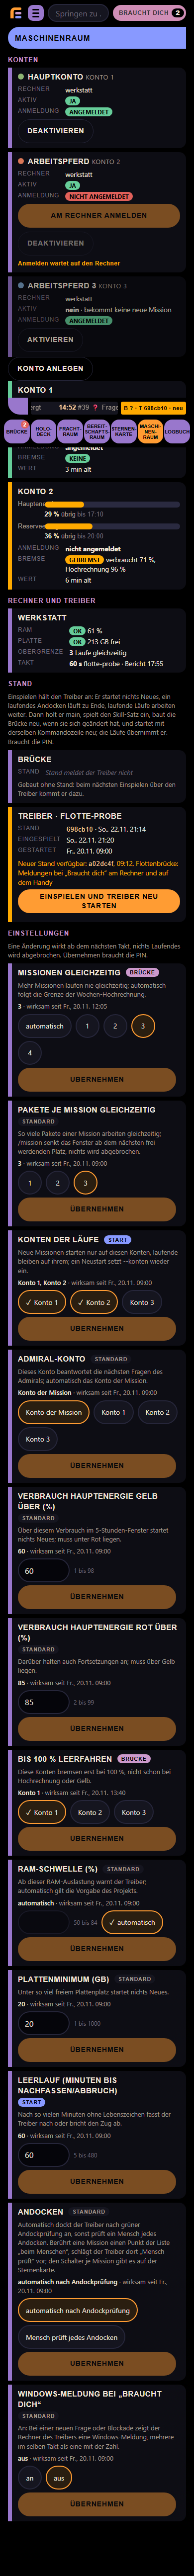 Springen zu ...
BRAUCHT DICH 2
MASCHINENRAUM
KONTEN
HAUPTKONTO KONTO 1
RECHNER werkstatt
AKTIV JA
ANMELDUNG ANGEMELDET
DEAKTIVIEREN
ARBEITSPFERD KONTO 2
RECHNER werkstatt
AKTIV JA
ANMELDUNG NICHT ANGEMELDET
AM RECHNER ANMELDEN
DEAKTIVIEREN
Anmelden wartet auf den Rechner
ARBEITSPFERD 3 KONTO 3
RECHNER werkstatt
AKTIV nein · bekommt keine neue Mission
ANMELDUNG ANGEMELDET
AKTIVIEREN
KONTO ANLEGEN
KONTO 1
14:52 #39 ? Frage
B 7 · T 698cb10 · neu
BRÜCKE
2
HOLO-
DECK
FRACHT-
RAUM
BEREIT-
SCHAFTS
RAUM
STERNEN-
KARTE
MASCHI-
NEN-
RAUM
LOGBUCH
ANMELDUNG angemeldet
BREMSE KEINE
WERT 3 min alt
KONTO 2
29 % übrig bis 17:10
Reserve
36 % übrig bis 20:00
ANMELDUNG nicht angemeldet
BREMSE GEBREMST verbraucht 71 %,
Hochrechnung 96 %
WERT 6 min alt
RECHNER UND TREIBER
WERKSTATT
RAM OK 61 %
PLATTE OK 213 GB frei
OBERGRENZE 3 Läufe gleichzeitig
TAKT 60 s flotte-probe · Bericht 17:55
STAND
Einspielen hält den Treiber an: Er startet nichts Neues, ein
laufendes Andocken läuft zu Ende, laufende Läufe arbeiten
weiter. Dann holt er main, spielt den Skill-Satz ein, baut die
Brücke neu, wenn sie sich geändert hat, und startet mit
derselben Kommandozeile neu; die Läufe übernimmt er.
Braucht die PIN.
BRÜCKE
STAND Stand meldet der Treiber nicht
Gebaut ohne Stand: beim nächsten Einspielen über den
Treiber kommt er dazu.
TREIBER · FLOTTE-PROBE
STAND 698cb10 · So., 22.11. 21:14
EINGESPIELT So., 22.11. 21:20
GESTARTET Fr., 20.11. 09:00
Neuer Stand verfügbar: a02dc4f, 09:12, Flottenbrücke:
Meldungen bei „Braucht dich“ am Rechner und auf
dem Handy
EINSPIELEN UND TREIBER NEU
STARTEN
EINSTELLUNGEN
Eine Änderung wirkt ab dem nächsten Takt, nichts Laufendes
wird abgebrochen. Übernehmen braucht die PIN.
MISSIONEN GLEICHZEITIG BRÜCKE
Mehr Missionen laufen nie gleichzeitig; automatisch
folgt die Grenze der Wochen-Hochrechnung.
3 · wirksam seit Fr., 20.11. 12:05
automatisch 1 2 3
4
ÜBERNEHMEN
PAKETE JE MISSION GLEICHZEITIG
STANDARD
So viele Pakete einer Mission arbeiten gleichzeitig;
/mission senkt das Fenster ab dem nächsten frei
werdenden Platz, nichts wird abgebrochen.
3 · wirksam seit Fr., 20.11. 09:00
1 2 3
ÜBERNEHMEN
KONTEN DER LÄUFE START
Neue Missionen starten nur auf diesen Konten, laufende
bleiben auf ihrem; ein Neustart setzt --konten wieder
ein.
Konto 1, Konto 2 · wirksam seit Fr., 20.11. 09:00
✓ Konto 1 ✓ Konto 2 Konto 3
ÜBERNEHMEN
ADMIRAL-KONTO STANDARD
Dieses Konto beantwortet die nächsten Fragen des
Admirals; automatisch das Konto der Mission.
Konto der Mission · wirksam seit Fr., 20.11. 09:00
Konto der Mission Konto 1 Konto 2
Konto 3
ÜBERNEHMEN
VERBRAUCH HAUPTENERGIE GELB
ÜBER (%)
STANDARD
Über diesem Verbrauch im 5-Stunden-Fenster startet
nichts Neues; muss unter Rot liegen.
60 · wirksam seit Fr., 20.11. 09:00
60 1 bis 98
ÜBERNEHMEN
VERBRAUCH HAUPTENERGIE ROT ÜBER
(%)
STANDARD
Darüber halten auch Fortsetzungen an; muss über Gelb
liegen.
85 · wirksam seit Fr., 20.11. 09:00
85 2 bis 99
ÜBERNEHMEN
BIS 100 % LEERFAHREN BRÜCKE
Diese Konten bremsen erst bei 100 %, nicht schon bei
Hochrechnung oder Gelb.
Konto 1 · wirksam seit Fr., 20.11. 13:40
✓ Konto 1 Konto 2 Konto 3
ÜBERNEHMEN
RAM-SCHWELLE (%) STANDARD
Ab dieser RAM-Auslastung warnt der Treiber;
automatisch gilt die Vorgabe des Projekts.
automatisch · wirksam seit Fr., 20.11. 09:00
50 bis 84 ✓ automatisch
ÜBERNEHMEN
PLATTENMINIMUM (GB) STANDARD
Unter so viel freiem Plattenplatz startet nichts Neues.
20 · wirksam seit Fr., 20.11. 09:00
20 1 bis 1000
ÜBERNEHMEN
LEERLAUF (MINUTEN BIS
NACHFASSEN/ABBRUCH)
START
Nach so vielen Minuten ohne Lebenszeichen fasst der
Treiber nach oder bricht den Zug ab.
60 · wirksam seit Fr., 20.11. 09:00
60 5 bis 480
ÜBERNEHMEN
ANDOCKEN STANDARD
Automatisch dockt der Treiber nach grüner
Andockprüfung an, sonst prüft ein Mensch jedes
Andocken. Berührt eine Mission einen Punkt der Liste
„beim Menschen“, schlägt der Treiber dort „Mensch
prüft“ vor; den Schalter je Mission gibt es auf der
Sternenkarte.
automatisch nach Andockprüfung · wirksam seit Fr.,
20.11. 09:00
automatisch nach Andockprüfung
Mensch prüft jedes Andocken
ÜBERNEHMEN
WINDOWS-MELDUNG BEI „BRAUCHT
DICH“
STANDARD
An: Bei einer neuen Frage oder Blockade zeigt der
Rechner des Treibers eine Windows-Meldung, mehrere
im selben Takt als eine mit der Zahl.
aus · wirksam seit Fr., 20.11. 09:00
an aus
ÜBERNEHMEN